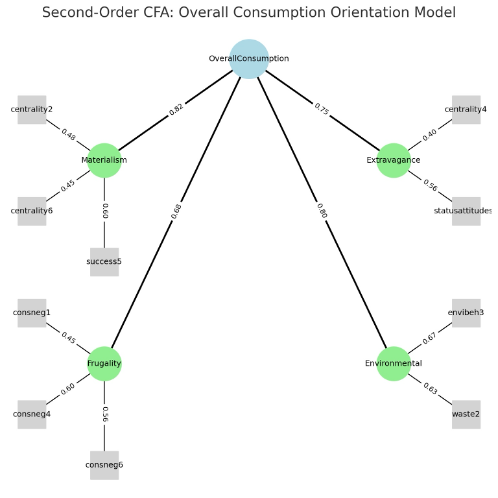 Second-Order CFA: Overall Consumption Orientation Model
OverallConsumption
0.82
0.75
0.68
0.80
centrality2
0.48
Materialism
centrality6
0.45
0.60
success5
centrality4
0.40
Extravagance
0.56
statusattitudes
consneg1
0.45
Frugality
0.60
consneg4
0.56
consneg6
envibeh3
0.67
Environmental
0.63
waste2